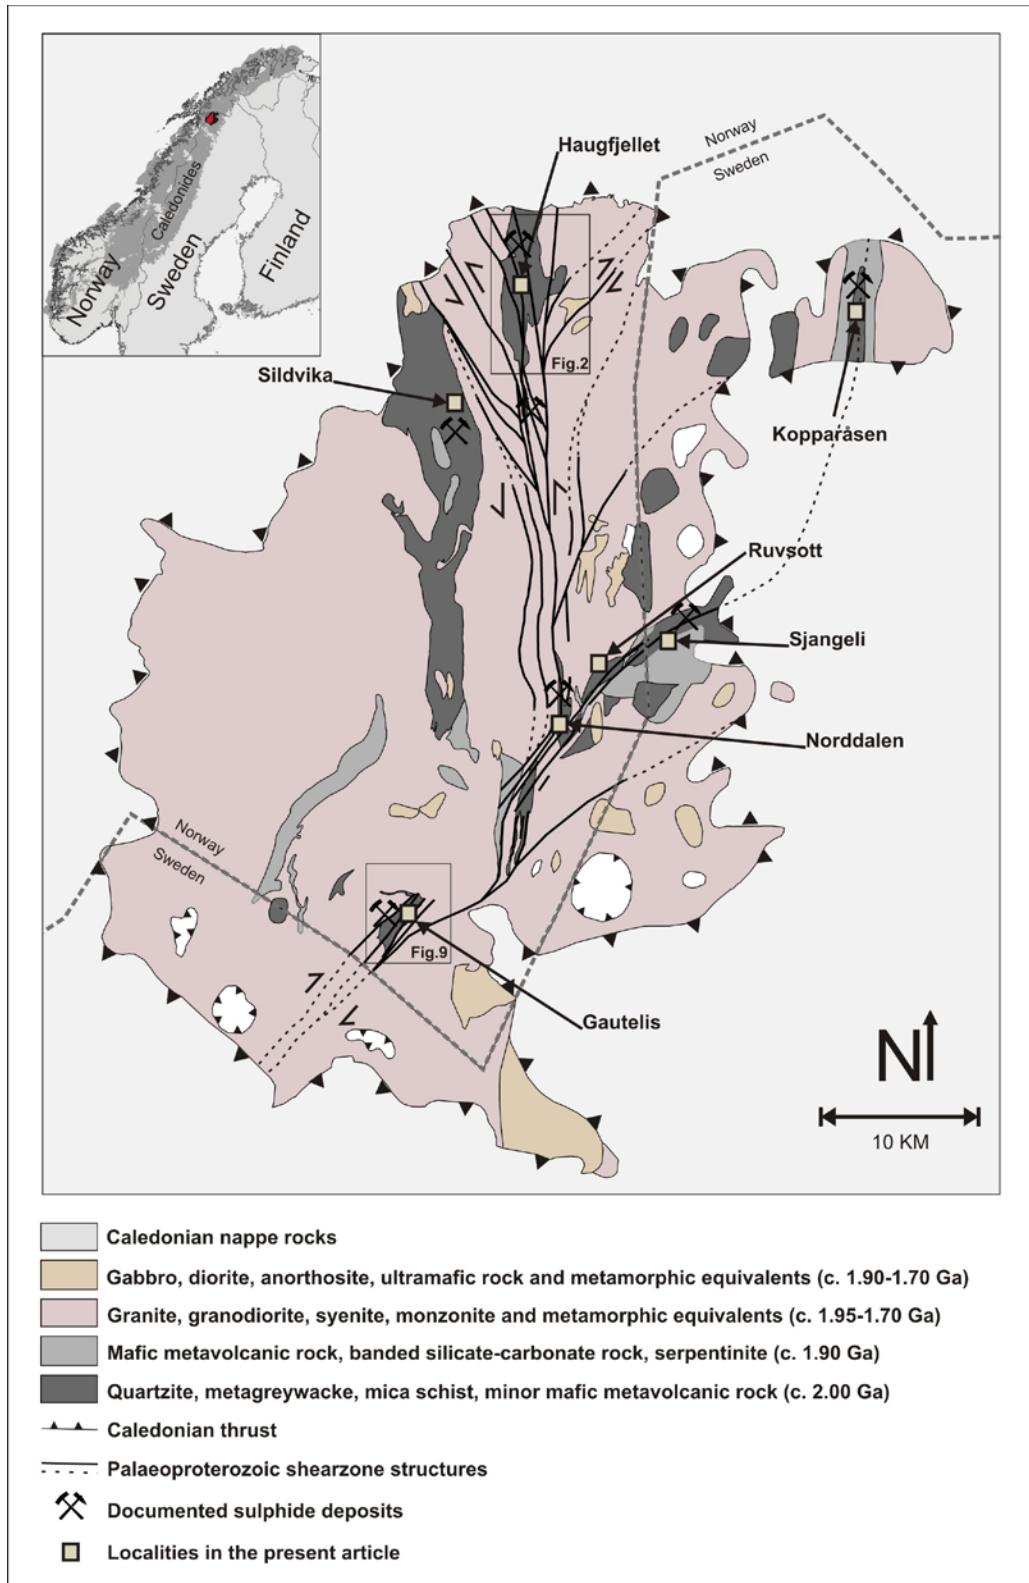 Norway
Sweden
Finland
Caledonides
Haugfjellet
Norway
Sweden
Fig.2
Sildvika
Kopparåsen
Ruvsott
Sjangeli
Norddalen
Norway
Sweden
Fig.9
Gautelis
N
10 KM
Caledonian nappe rocks
Gabbro, diorite, anorthosite, ultramafic rock and metamorphic equivalents (c. 1.90-1.70 Ga)
Granite, granodiorite, syenite, monzonite and metamorphic equivalents (c. 1.95-1.70 Ga)
Mafic metavolcanic rock, banded silicate-carbonate rock, serpentinite (c. 1.90 Ga)
Quartzite, metagreywacke, mica schist, minor mafic metavolcanic rock (c. 2.00 Ga)
Caledonian thrust
Palaeoproterozoic shearzone structures
Documented sulphide deposits
Localities in the present article